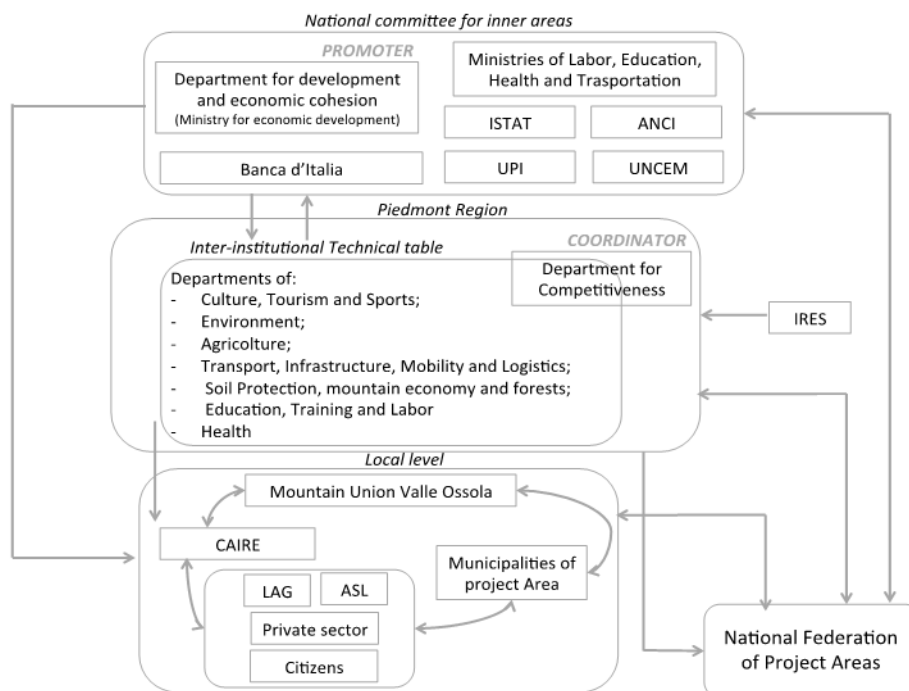 National committee for inner areas
PROMOTER
Department for development
and economic cohesion
(Ministry for economic development)
Ministries of Labor, Education,
Health and Trasportation
ISTAT
ANCI
Banca d'Italia
UPI
UNCEM
Piedmont Region
Inter-institutional Technical table
COORDINATOR
Department for
Competitiveness
Departments of:
- Culture, Tourism and Sports;
- Environment;
- Agricolture;
- Transport, Infrastructure, Mobility and Logistics;
- Soil Protection, mountain economy and forests;
- Education, Training and Labor
- Health
IRES
Local level
Mountain Union Valle Ossola
CAIRE
Municipalities of
project Area
LAG
ASL
Private sector
Citizens
National Federation
of Project Areas